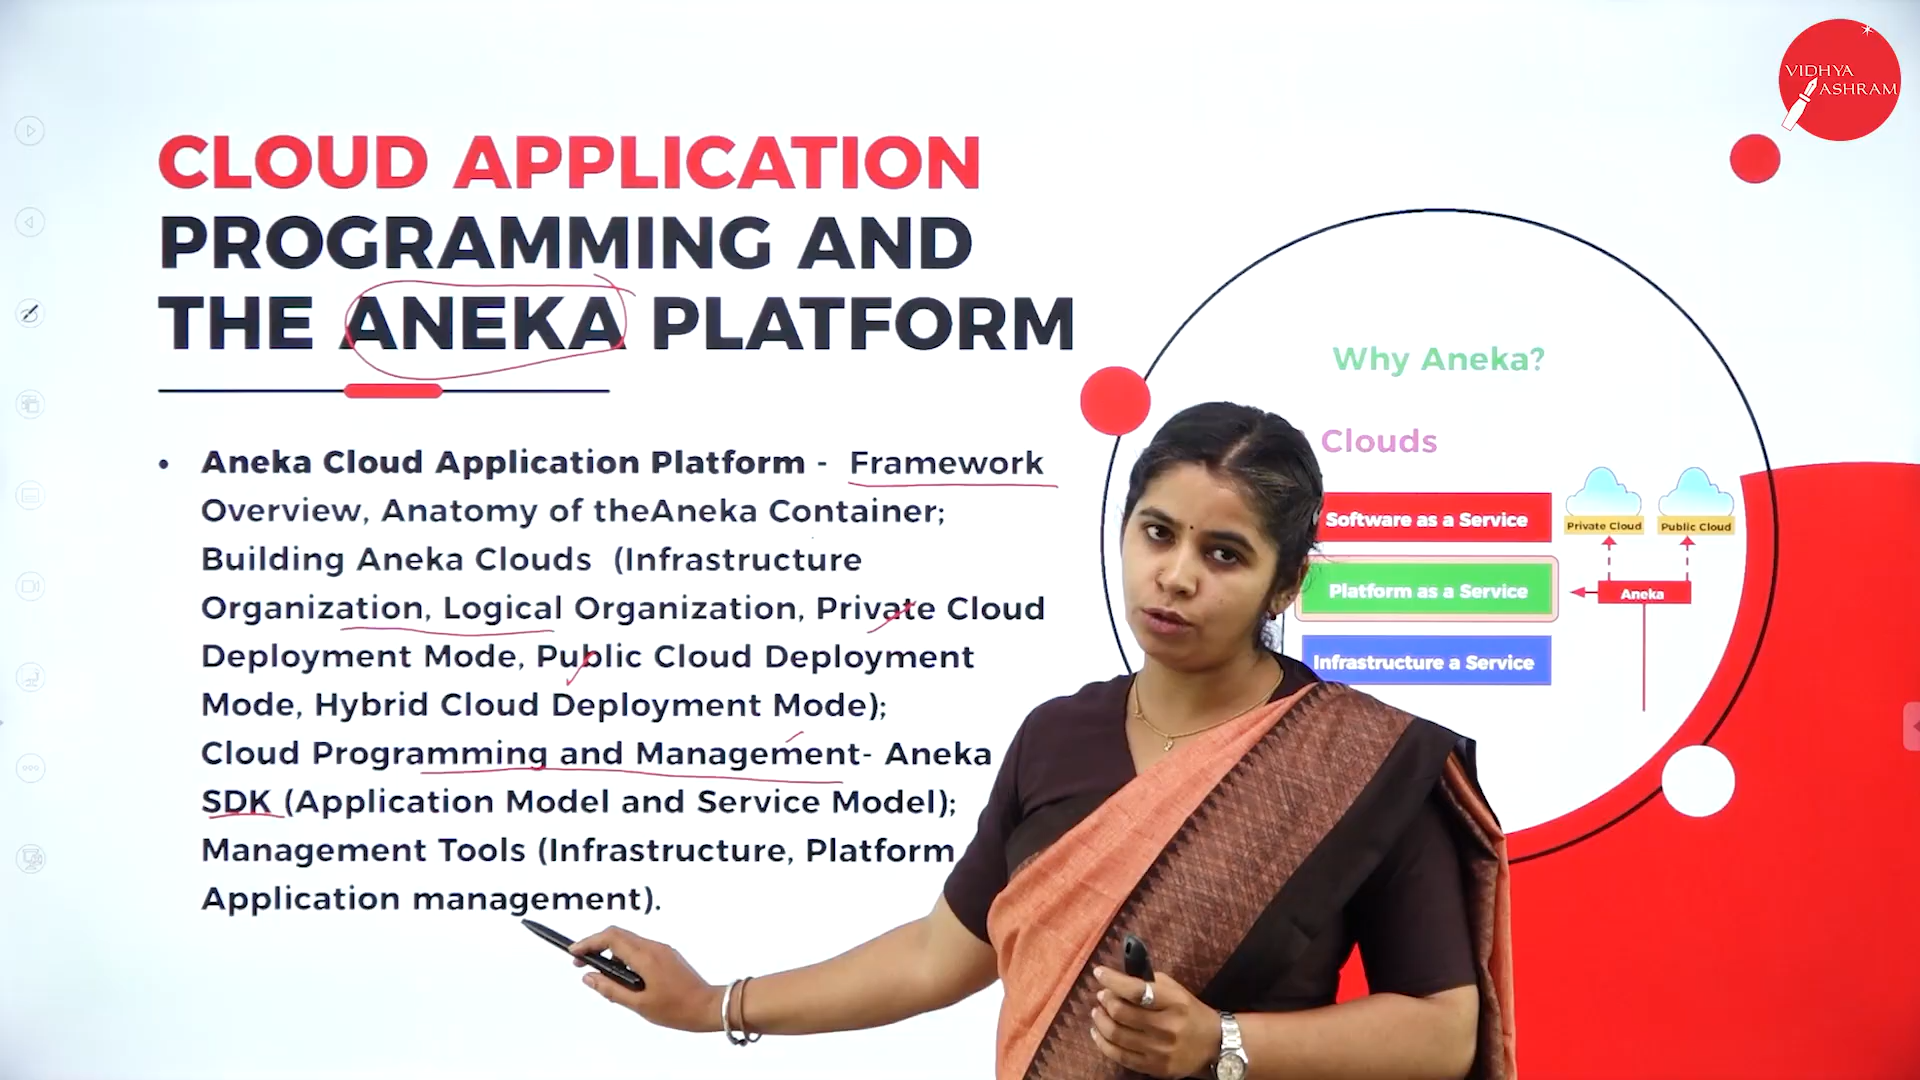 VIDHYA
ASHRAM
CLOUD APPLICATION
PROGRAMMING AND
THE ANEKA PLATFORM
• Aneka Cloud Application Platform - Framework
Overview, Anatomy of theAneka Container;
Building Aneka Clouds (Infrastructure
Organization, Logical Organization, Private Cloud
Deployment Mode, Public Cloud Deployment
Mode, Hybrid Cloud Deployment Mode);
Cloud Programming and Management- Aneka
SDK (Application Model and Service Model);
Management Tools (Infrastructure, Platform
Application management).
Why Aneka?
Clouds
Software as a Service
Private Cloud
Public Cloud
Platform as a Service
Aneka
Infrastructure a Service